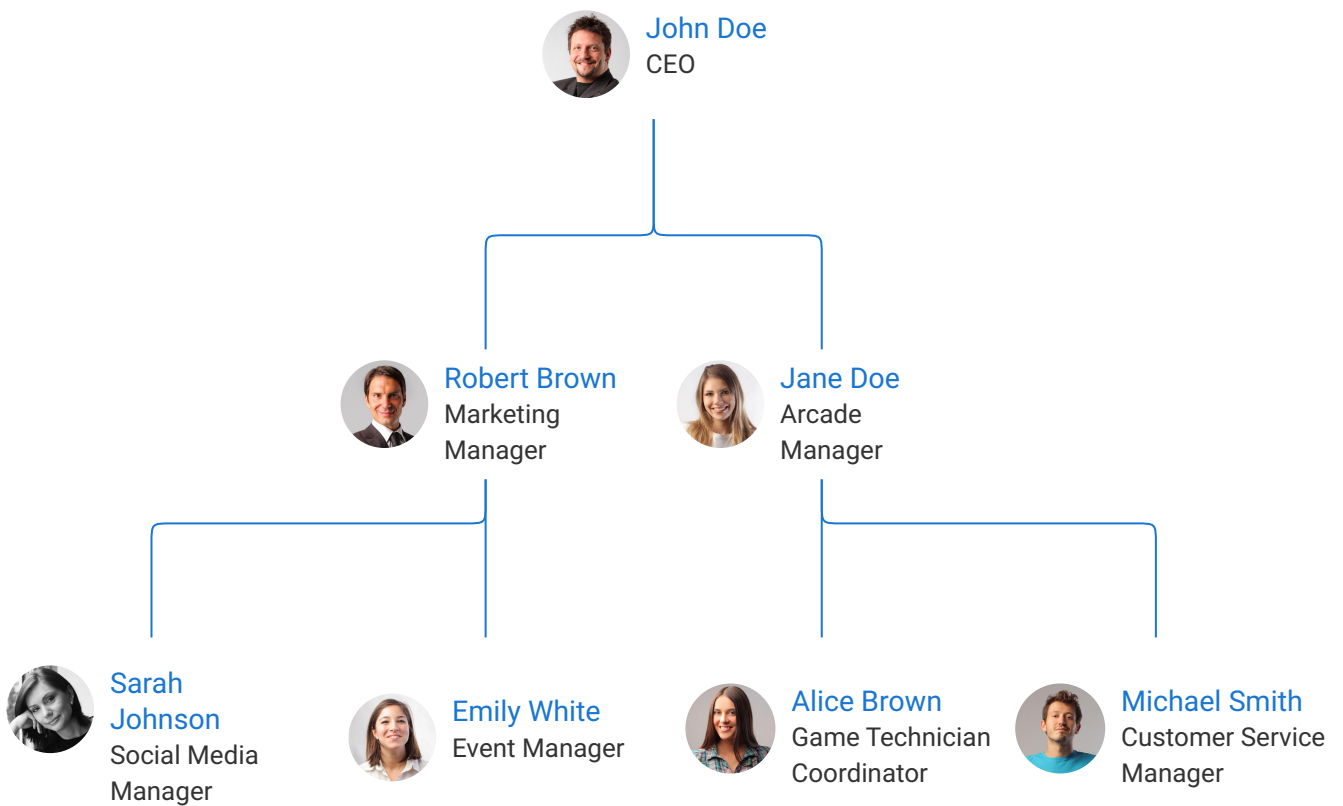 John Doe
CEO
Robert Brown
Marketing
Manager
Jane Doe
Arcade
Manager
Sarah
Johnson
Social Media
Manager
Emily White
Event Manager
Alice Brown
Game Technician
Coordinator
Michael Smith
Customer Service
Manager